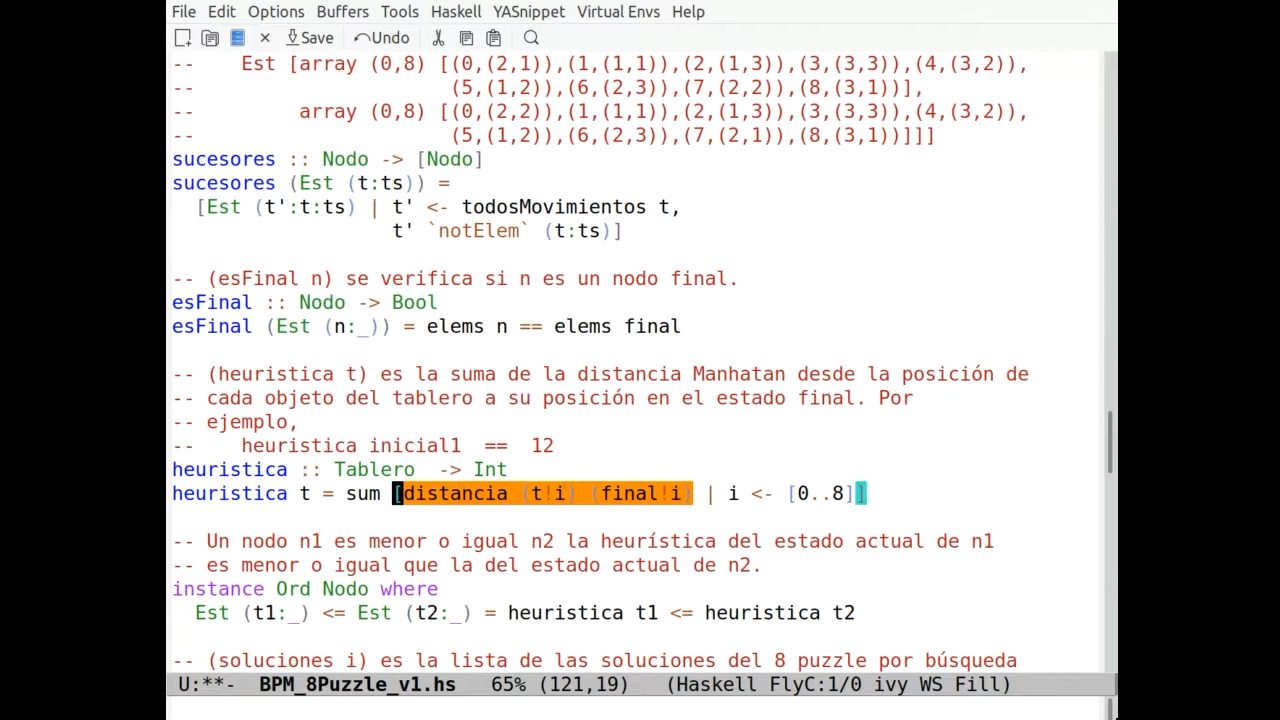 File Edit Options Buffers Tools Haskell YASnippet Virtual Envs Help
Save Undo
--    Est [array (0,8) [(0,(2,1)),(1,(1,1)),(2,(1,3)),(3,(3,3)),(4,(3,2)),
--                      (5,(1,2)),(6,(2,3)),(7,(2,2)),(8,(3,1))],
--         array (0,8) [(0,(2,2)),(1,(1,1)),(2,(1,3)),(3,(3,3)),(4,(3,2)),
--                      (5,(1,2)),(6,(2,3)),(7,(2,1)),(8,(3,1))]]]
sucesores :: Nodo -> [Nodo]
sucesores (Est (t:ts)) =
  [Est (t':t:ts) | t' <- todosMovimientos t,
                   t' `notElem` (t:ts)]
-- (esFinal n) se verifica si n es un nodo final.
esFinal :: Nodo -> Bool
esFinal (Est (n:_)) = elems n == elems final
-- (heuristica t) es la suma de la distancia Manhatan desde la posición de
-- cada objeto del tablero a su posición en el estado final. Por
-- ejemplo,
--    heuristica inicial1  ==  12
heuristica :: Tablero  -> Int
heuristica t = sum [distancia (t!i) (final!i) | i <- [0..8]]
-- Un nodo n1 es menor o igual n2 la heurística del estado actual de n1
-- es menor o igual que la del estado actual de n2.
instance Ord Nodo where
  Est (t1:_) <= Est (t2:_) = heuristica t1 <= heuristica t2
-- (soluciones i) es la lista de las soluciones del 8 puzzle por búsqueda
U:**-  BPM_8Puzzle_v1.hs   65% (121,19)   (Haskell FlyC:1/0 ivy WS Fill)